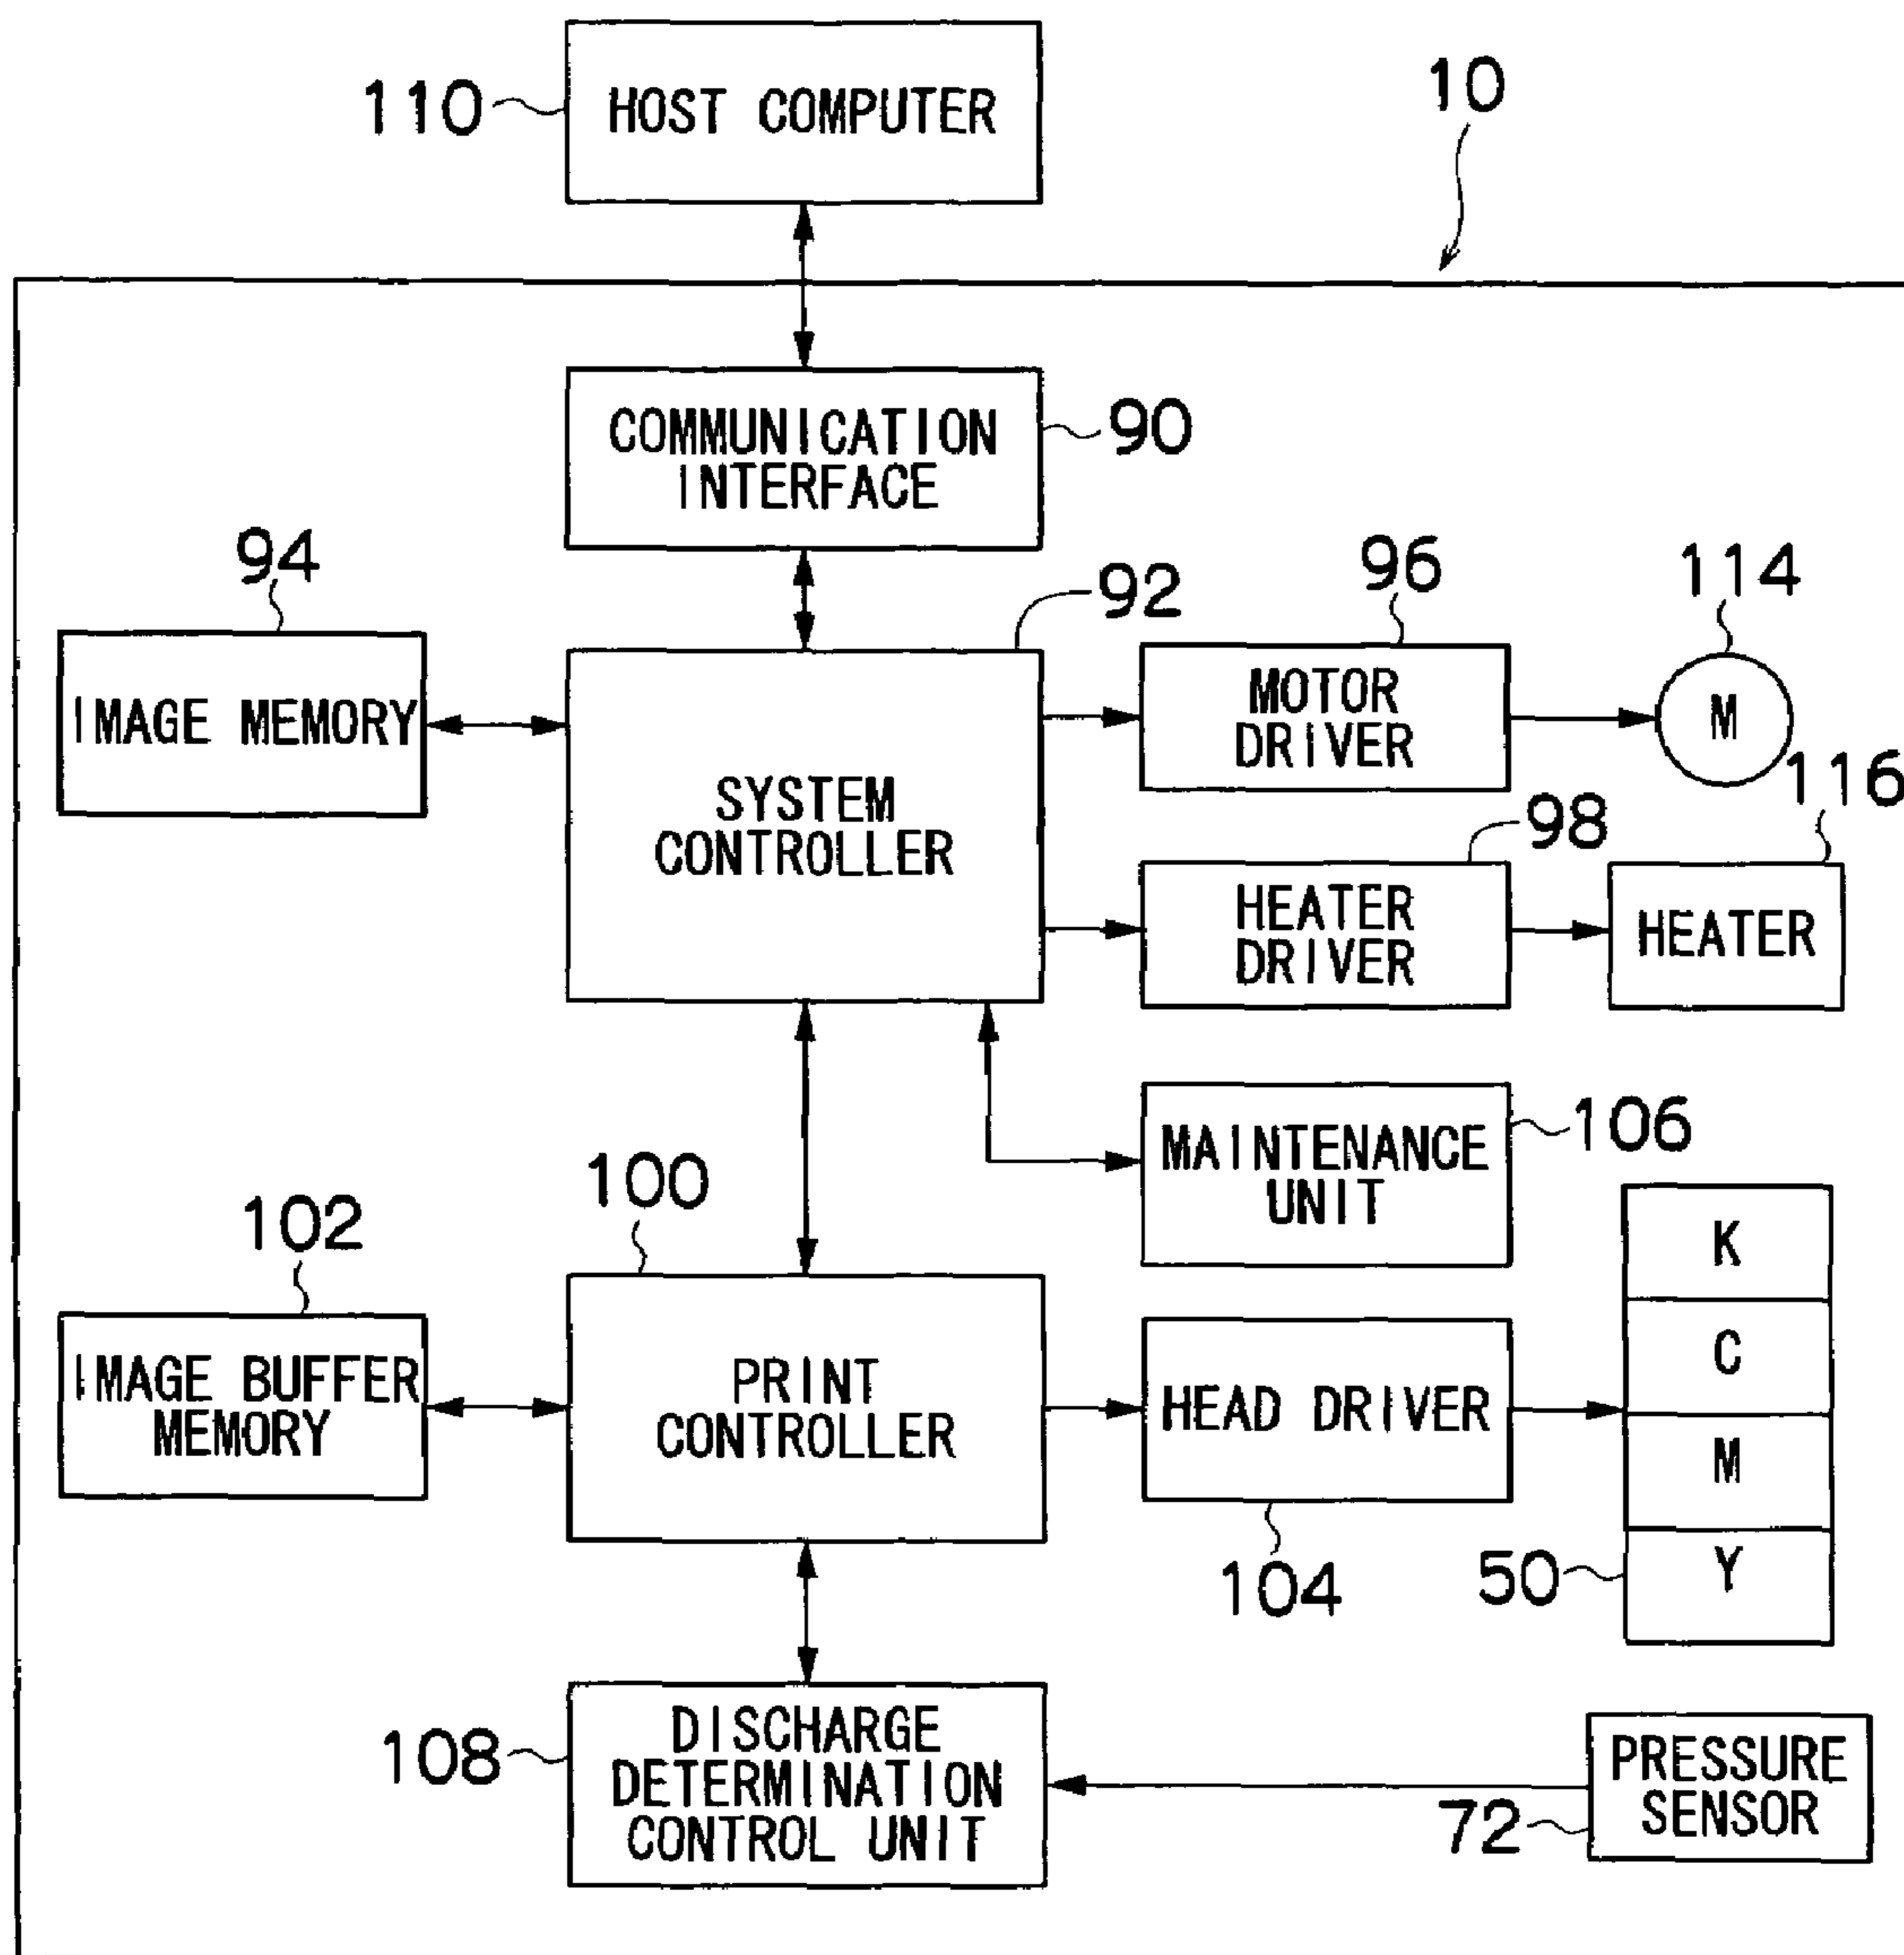 HOST COMPUTER
110
10
COMMUNICATION
INTERFACE
90
94
92
96
114
IMAGE MEMORY
SYSTEM
CONTROLLER
MOTOR
DRIVER
M
116
98
HEATER
DRIVER
HEATER
MAINTENANCE
UNIT
106
100
102
IMAGE BUFFER
MEMORY
PRINT
CONTROLLER
HEAD DRIVER
104
K
C
M
Y
50
108
DISCHARGE
DETERMINATION
CONTROL UNIT
PRESSURE
SENSOR
72